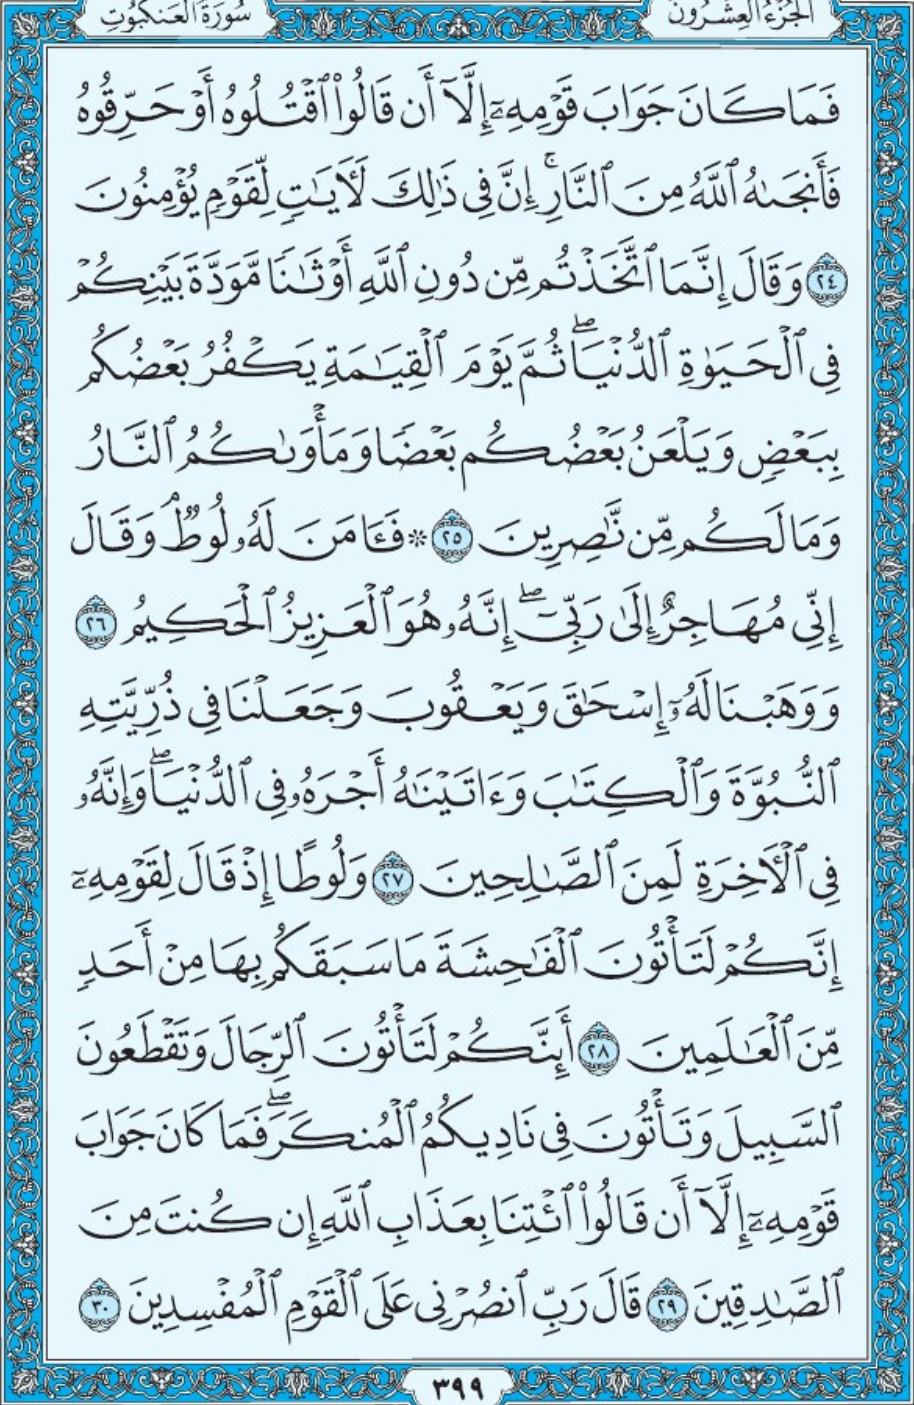 الجُزْءُ العِشْرُونَ
سُورَةُ العَنكَبُوتِ
فَمَا كَانَ جَوَابَ قَوْمِهِۦٓ إِلَّآ أَن قَالُوا۟ ٱقْتُلُوهُ أَوْ حَرِّقُوهُ
فَأَنجَىٰهُ ٱللَّهُ مِنَ ٱلنَّارِ ۚ إِنَّ فِى ذَٰلِكَ لَـَٔايَـٰتٍ لِّقَوْمٍ يُؤْمِنُونَ
٢٤ وَقَالَ إِنَّمَا ٱتَّخَذْتُم مِّن دُونِ ٱللَّهِ أَوْثَـٰنًا مَّوَدَّةَ بَيْنِكُمْ
فِى ٱلْحَيَوٰةِ ٱلدُّنْيَا ۖ ثُمَّ يَوْمَ ٱلْقِيَـٰمَةِ يَكْفُرُ بَعْضُكُم
بِبَعْضٍ وَيَلْعَنُ بَعْضُكُم بَعْضًا وَمَأْوَىٰكُمُ ٱلنَّارُ
وَمَا لَكُم مِّن نَّـٰصِرِينَ ٢٥ * فَـَٔامَنَ لَهُۥ لُوطٌ ۘ وَقَالَ
إِنِّى مُهَاجِرٌ إِلَىٰ رَبِّىٓ ۖ إِنَّهُۥ هُوَ ٱلْعَزِيزُ ٱلْحَكِيمُ ٢٦
وَوَهَبْنَا لَهُۥٓ إِسْحَـٰقَ وَيَعْقُوبَ وَجَعَلْنَا فِى ذُرِّيَّتِهِ
ٱلنُّبُوَّةَ وَٱلْكِتَـٰبَ وَءَاتَيْنَـٰهُ أَجْرَهُۥ فِى ٱلدُّنْيَا ۖ وَإِنَّهُۥ
فِى ٱلْـَٔاخِرَةِ لَمِنَ ٱلصَّـٰلِحِينَ ٢٧ وَلُوطًا إِذْ قَالَ لِقَوْمِهِۦٓ
إِنَّكُمْ لَتَأْتُونَ ٱلْفَـٰحِشَةَ مَا سَبَقَكُم بِهَا مِنْ أَحَدٍ
مِّنَ ٱلْعَـٰلَمِينَ ٢٨ أَئِنَّكُمْ لَتَأْتُونَ ٱلرِّجَالَ وَتَقْطَعُونَ
ٱلسَّبِيلَ وَتَأْتُونَ فِى نَادِيكُمُ ٱلْمُنكَرَ ۖ فَمَا كَانَ جَوَابَ
قَوْمِهِۦٓ إِلَّآ أَن قَالُوا۟ ٱئْتِنَا بِعَذَابِ ٱللَّهِ إِن كُنتَ مِنَ
ٱلصَّـٰدِقِينَ ٢٩ قَالَ رَبِّ ٱنصُرْنِى عَلَى ٱلْقَوْمِ ٱلْمُفْسِدِينَ ٣٠
٣٩٩